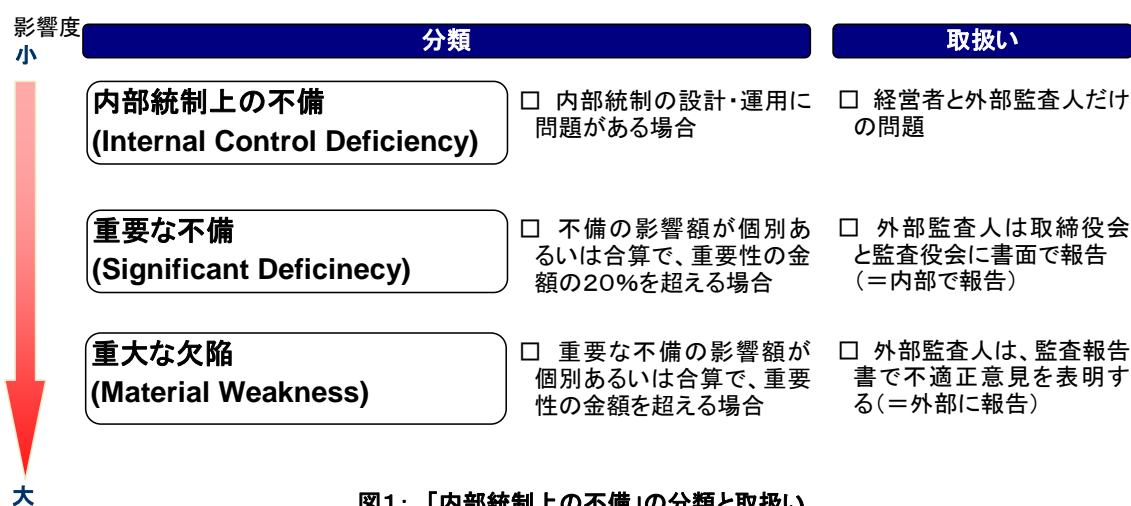 影響度
小
分類
取扱い
内部統制上の不備
(Internal Control Deficiency)
□ 内部統制の設計・運用に
問題がある場合
□ 経営者と外部監査人だけ
の問題
重要な不備
(Significant Deficinecy)
□ 不備の影響額が個別あ
るいは合算で、重要性の金
額の20%を超える場合
□ 外部監査人は取締役会
と監査役会に書面で報告
(＝内部で報告)
重大な欠陥
(Material Weakness)
□ 重要な不備の影響額が
個別あるいは合算で、重要
性の金額を超える場合
□ 外部監査人は、監査報告
書で不適正意見を表明す
る(＝外部に報告)
大
図1: 「内部統制上の不備」の分類と取扱い